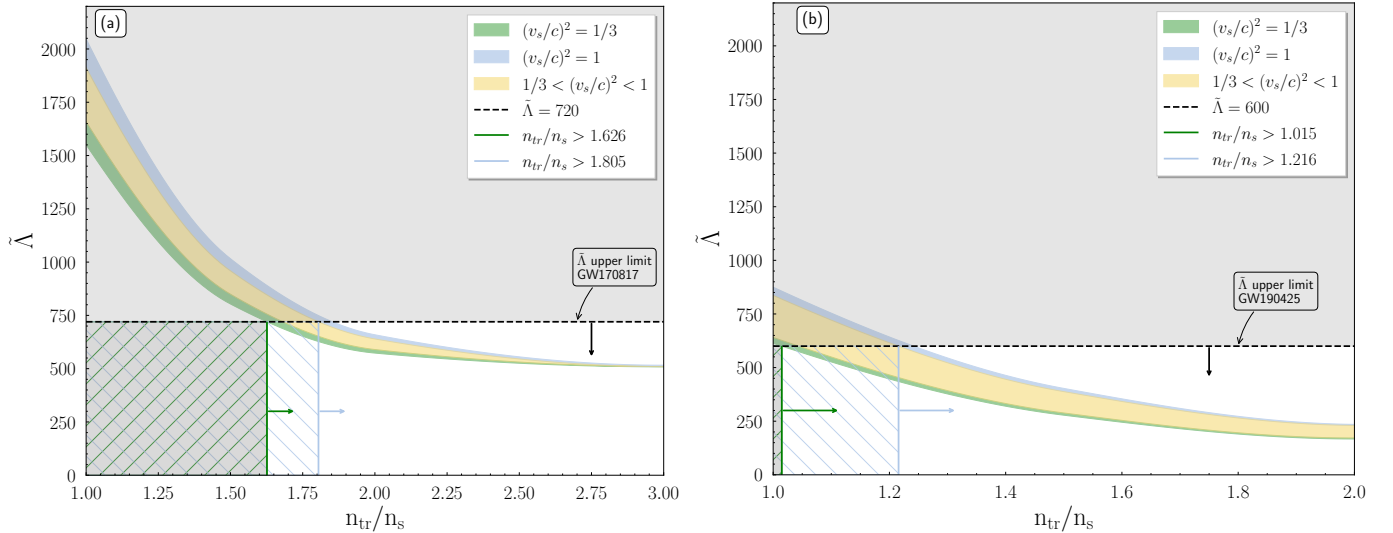 (a)
(v_s/c)² = 1/3
(v_s/c)² = 1
1/3 < (v_s/c)² < 1
Λ̃ = 720
n_tr/n_s > 1.626
n_tr/n_s > 1.805
Λ̃ upper limit
GW170817
Λ̃
2000
1750
1500
1250
1000
750
500
250
0
1.00 1.25 1.50 1.75 2.00 2.25 2.50 2.75 3.00
n_tr/n_s
(b)
(v_s/c)² = 1/3
(v_s/c)² = 1
1/3 < (v_s/c)² < 1
Λ̃ = 600
n_tr/n_s > 1.015
n_tr/n_s > 1.216
Λ̃ upper limit
GW190425
Λ̃
2000
1750
1500
1250
1000
750
500
250
0
1.0 1.2 1.4 1.6 1.8 2.0
n_tr/n_s